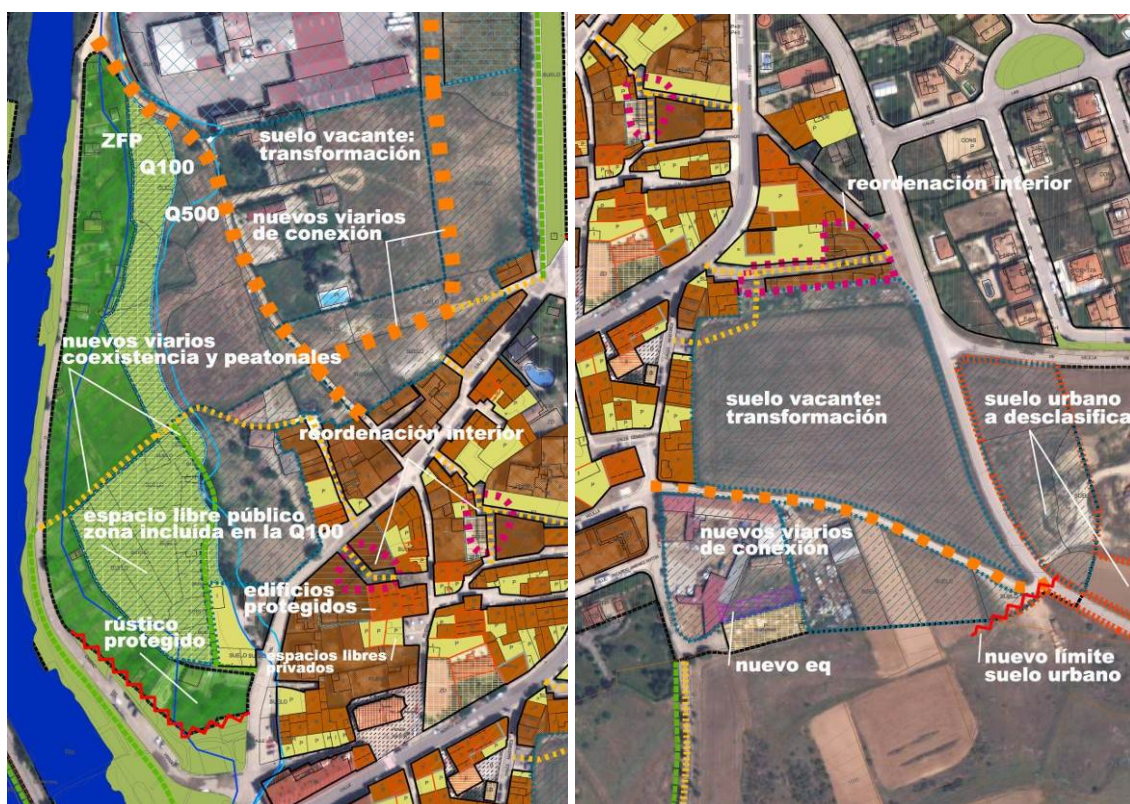 ZFP
Q100
Q500
suelo vacante:
transformación
nuevos viarios
de conexión
nuevos viarios
coexistencia y peatonales
reordenación interior
espacio libre público
zona incluída en la Q100
edificios
protegidos
rústico
protegido
espacios libres
privados
reordenación interior
suelo vacante:
transformación
suelo urbano
a desclasifica
nuevos viarios
de conexión
nuevo eq
nuevo límite
suelo urbano